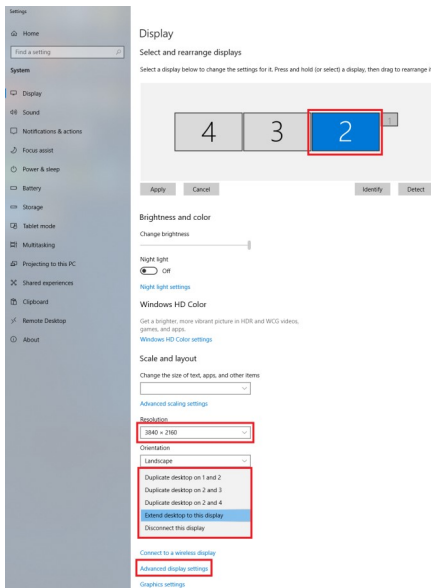 Settings
Home
Find a setting
System
Display
Sound
Notifications & actions
Focus assist
Power & sleep
Battery
Storage
Tablet mode
Multitasking
Projecting to this PC
Shared experiences
Clipboard
Remote Desktop
About
Display
Select and rearrange displays
Select a display below to change the settings for it. Press and hold (or select) a display, then drag to rearrange it
4
3
2
1
Apply
Cancel
Identify
Detect
Brightness and color
Change brightness
Night light
Off
Night light settings
Windows HD Color
Get a brighter, more vibrant picture in HDR and WCG videos,
games, and apps.
Windows HD Color settings
Scale and layout
Change the size of text, apps, and other items
Advanced scaling settings
Resolution
3840 × 2160
Orientation
Landscape
Duplicate desktop on 1 and 2
Duplicate desktop on 2 and 3
Duplicate desktop on 2 and 4
Extend desktop to this display
Disconnect this display
Connect to a wireless display
Advanced display settings
Graphics settings